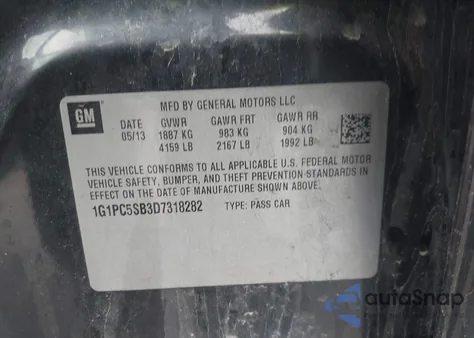 GM
MFD BY GENERAL MOTORS LLC
DATE GVWR GAWR FRT GAWR RR
05/13 1887 KG 983 KG 904 KG
4159 LB 2167 LB 1992 LB
THIS VEHICLE CONFORMS TO ALL APPLICABLE U.S. FEDERAL MOTOR
VEHICLE SAFETY, BUMPER, AND THEFT PREVENTION STANDARDS IN
EFFECT ON THE DATE OF MANUFACTURE SHOWN ABOVE.
1G1PC5SB3D7318282 TYPE: PASS CAR
autoSnap